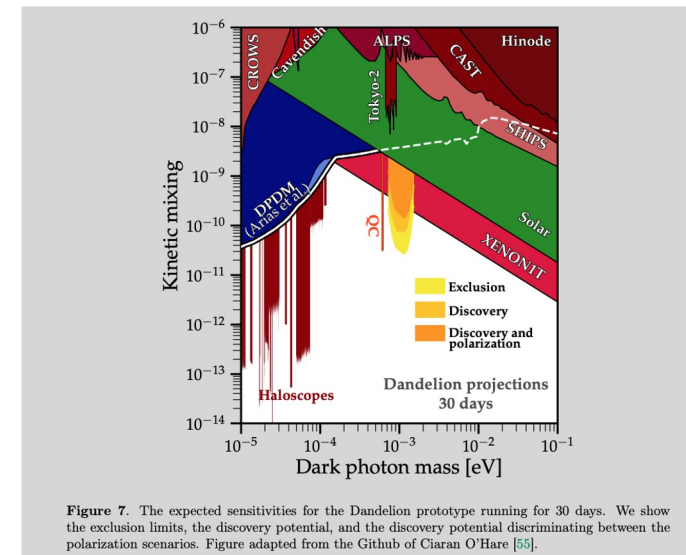 10⁻⁶
10⁻⁷
10⁻⁸
10⁻⁹
10⁻¹⁰
10⁻¹¹
10⁻¹²
10⁻¹³
10⁻¹⁴
Kinetic mixing
CROWS
Cavendish
ALPS
CAST
Hinode
Tokyo-2
SHIPS
DPDM
(Arias et al.)
QC
Solar
XENON1T
Exclusion
Discovery
Discovery and
polarization
Haloscopes
Dandelion projections
30 days
10⁻⁵ 10⁻⁴ 10⁻³ 10⁻² 10⁻¹
Dark photon mass [eV]
Figure 7. The expected sensitivities for the Dandelion prototype running for 30 days. We show
the exclusion limits, the discovery potential, and the discovery potential discriminating between the
polarization scenarios. Figure adapted from the Github of Ciaran O'Hare [55].